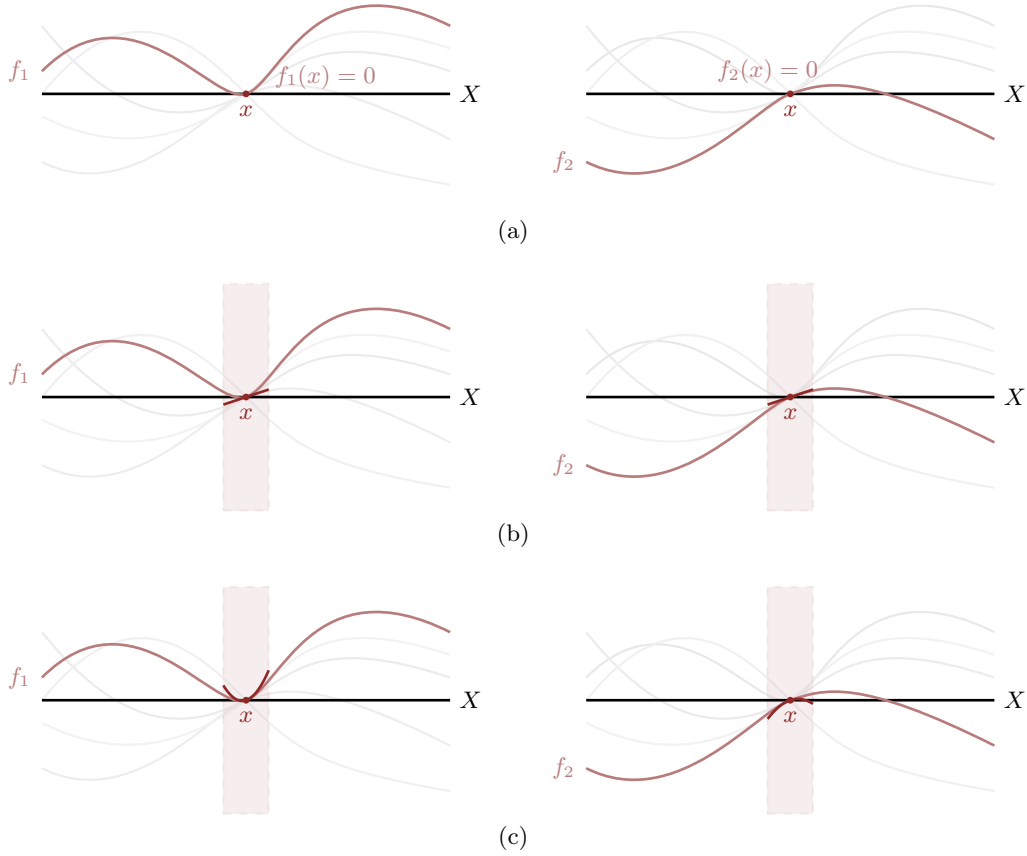 f₁
f₁(x) = 0
x
X
f₂
f₂(x) = 0
x
X
(a)
f₁
x
X
f₂
x
X
(b)
f₁
x
X
f₂
x
X
(c)